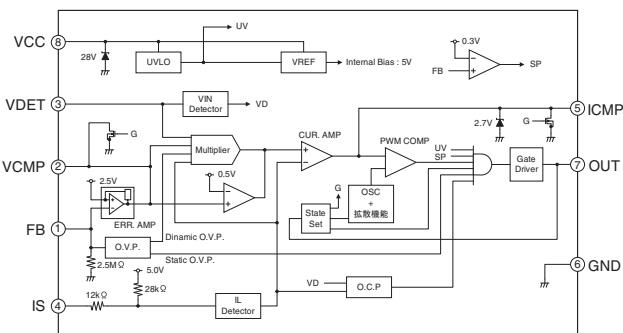 UV
VCC
8
28V
UVLO
VREF
Internal Bias : 5V
0.3V
FB
SP
VDET
3
VIN
Detector
VD
5
ICMP
G
2.7V
G
VCMP
2
Multiplier
CUR. AMP
PWM COMP
UV
SP
Gate
Driver
7
OUT
2.5V
0.5V
ERR. AMP
G
OSC
+
拡散機能
State
Set
FB
1
O.V.P.
Dinamic O.V.P.
Static O.V.P.
2.5MΩ
5.0V
6
GND
IS
4
12kΩ
28kΩ
IL
Detector
VD
O.C.P